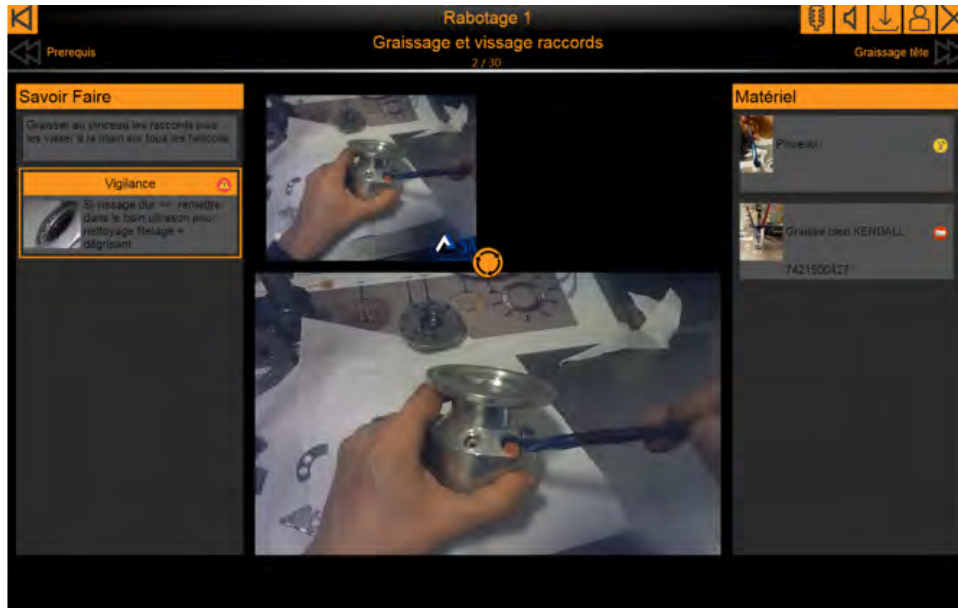 Rabotage 1
Graissage et vissage raccords
2 / 30
Prerequis
Graissage tête
Savoir Faire
Graisser au pinceau les raccords puis
les visser à la main sur tous les hélicoils
Vigilance
Si vissage dur => remettre
dans le bain ultrason pour
nettoyage filetage +
dégrippant
Matériel
Pinceau
Graisse bleu KENDALL
7421500427